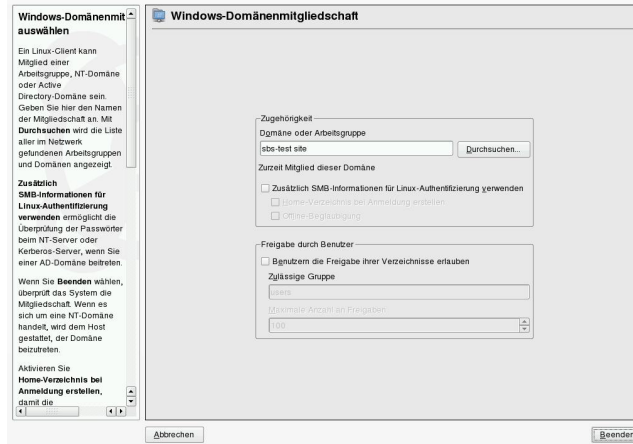 Windows-Domänenmit
auswählen
Ein Linux-Client kann
Mitglied einer
Arbeitsgruppe, NT-Domäne
oder Active
Directory-Domäne sein.
Geben Sie hier den Namen
der Mitgliedschaft an. Mit
Durchsuchen wird die Liste
aller im Netzwerk
gefundenen Arbeitsgruppen
und Domänen angezeigt.
Zusätzlich
SMB-Informationen für
Linux-Authentifizierung
verwenden ermöglicht die
Überprüfung der Passwörter
beim NT-Server oder
Kerberos-Server, wenn Sie
einer AD-Domäne beitreten.
Wenn Sie Beenden wählen,
überprüft das System die
Mitgliedschaft. Wenn es
sich um eine NT-Domäne
handelt, wird dem Host
gestattet, der Domäne
beizutreten.
Aktivieren Sie
Home-Verzeichnis bei
Anmeldung erstellen,
damit die
Windows-Domänenmitgliedschaft
Zugehörigkeit
Domäne oder Arbeitsgruppe
sbs-test site
Durchsuchen...
Zurzeit Mitglied dieser Domäne
Zusätzlich SMB-Informationen für Linux-Authentifizierung verwenden
Home-Verzeichnis bei Anmeldung erstellen
Offline-Beglaubigung
Freigabe durch Benutzer
Benutzern die Freigabe ihrer Verzeichnisse erlauben
Zulässige Gruppe
users
Maximale Anzahl an Freigaben
100
Abbrechen
Beenden